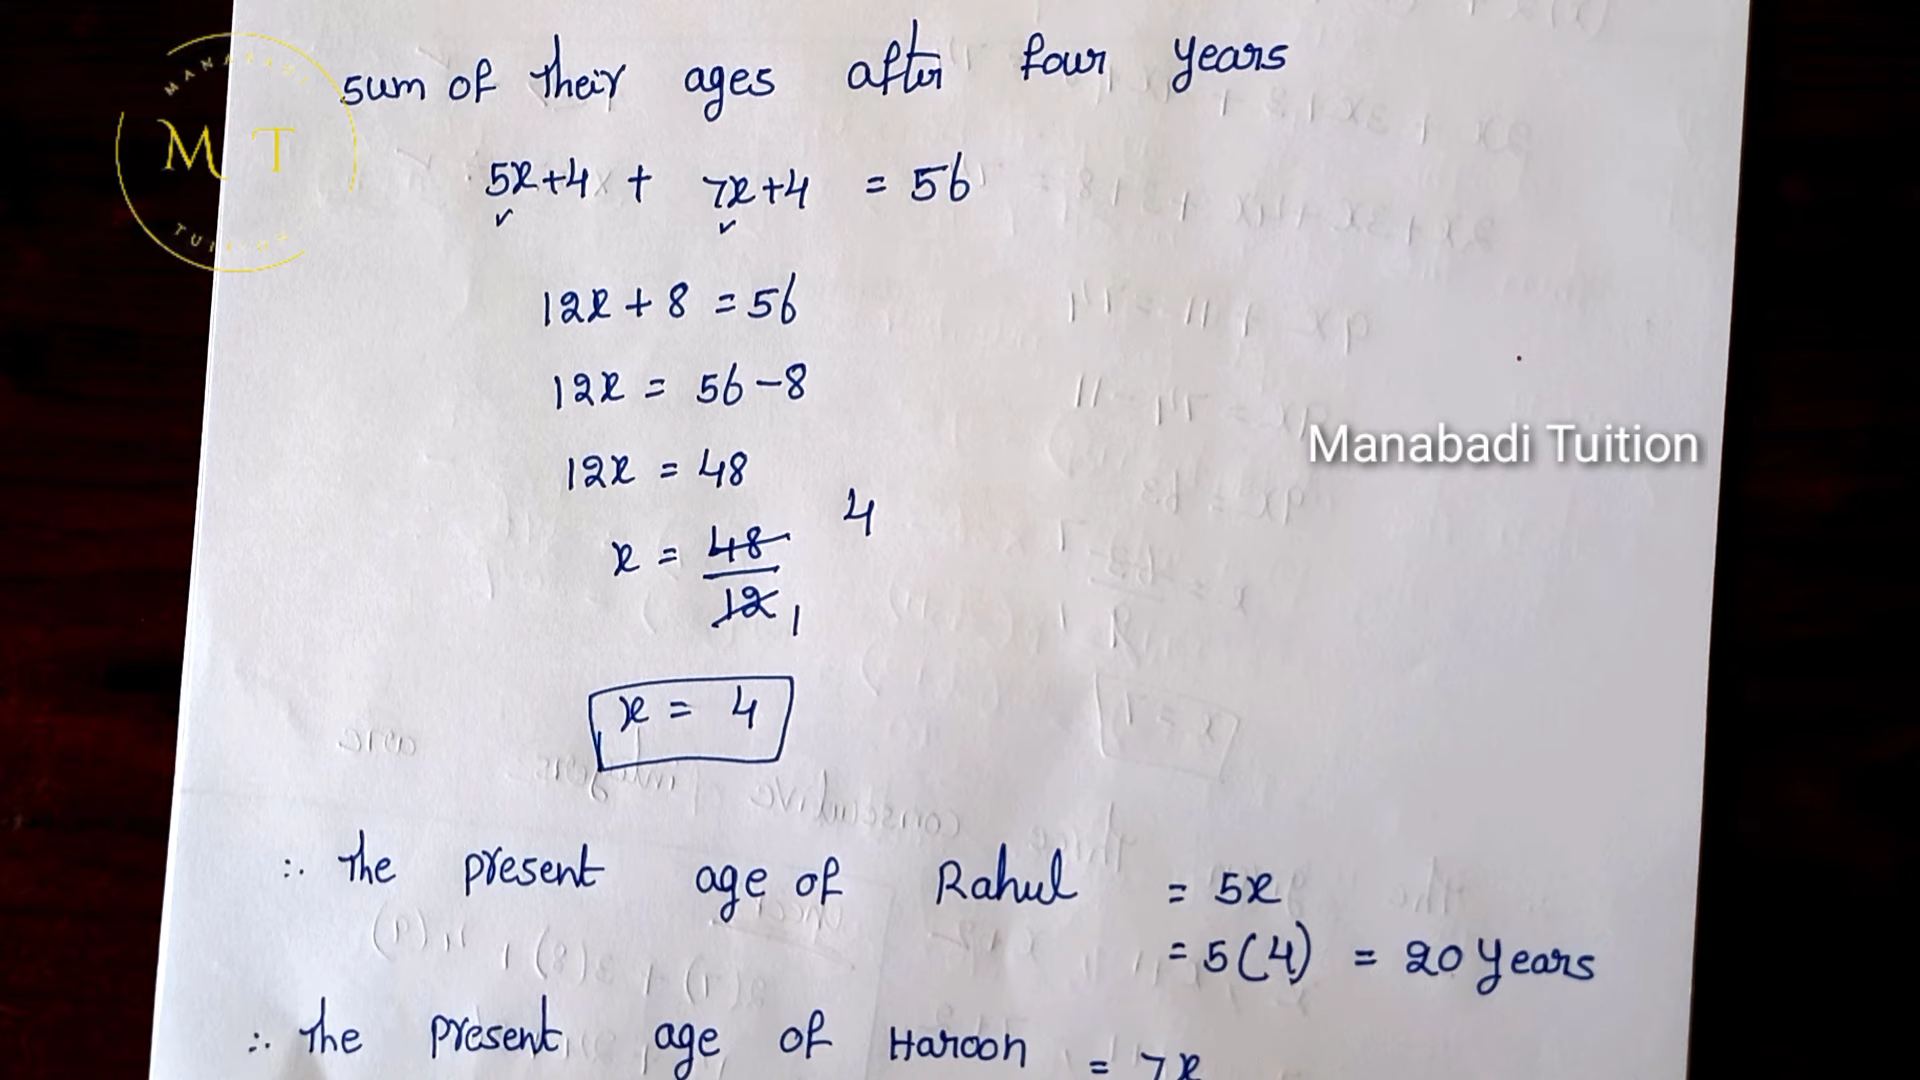 MANABADI
M T
TUITION
sum of their ages after four years
5x+4 + 7x+4 = 56
12x + 8 = 56
12x = 56 - 8
12x = 48
4
x = 48
12 1
x = 4
Manabadi Tuition
∴ The present age of Rahul = 5x
= 5(4) = 20 years
∴ The present age of Haroon = 7x